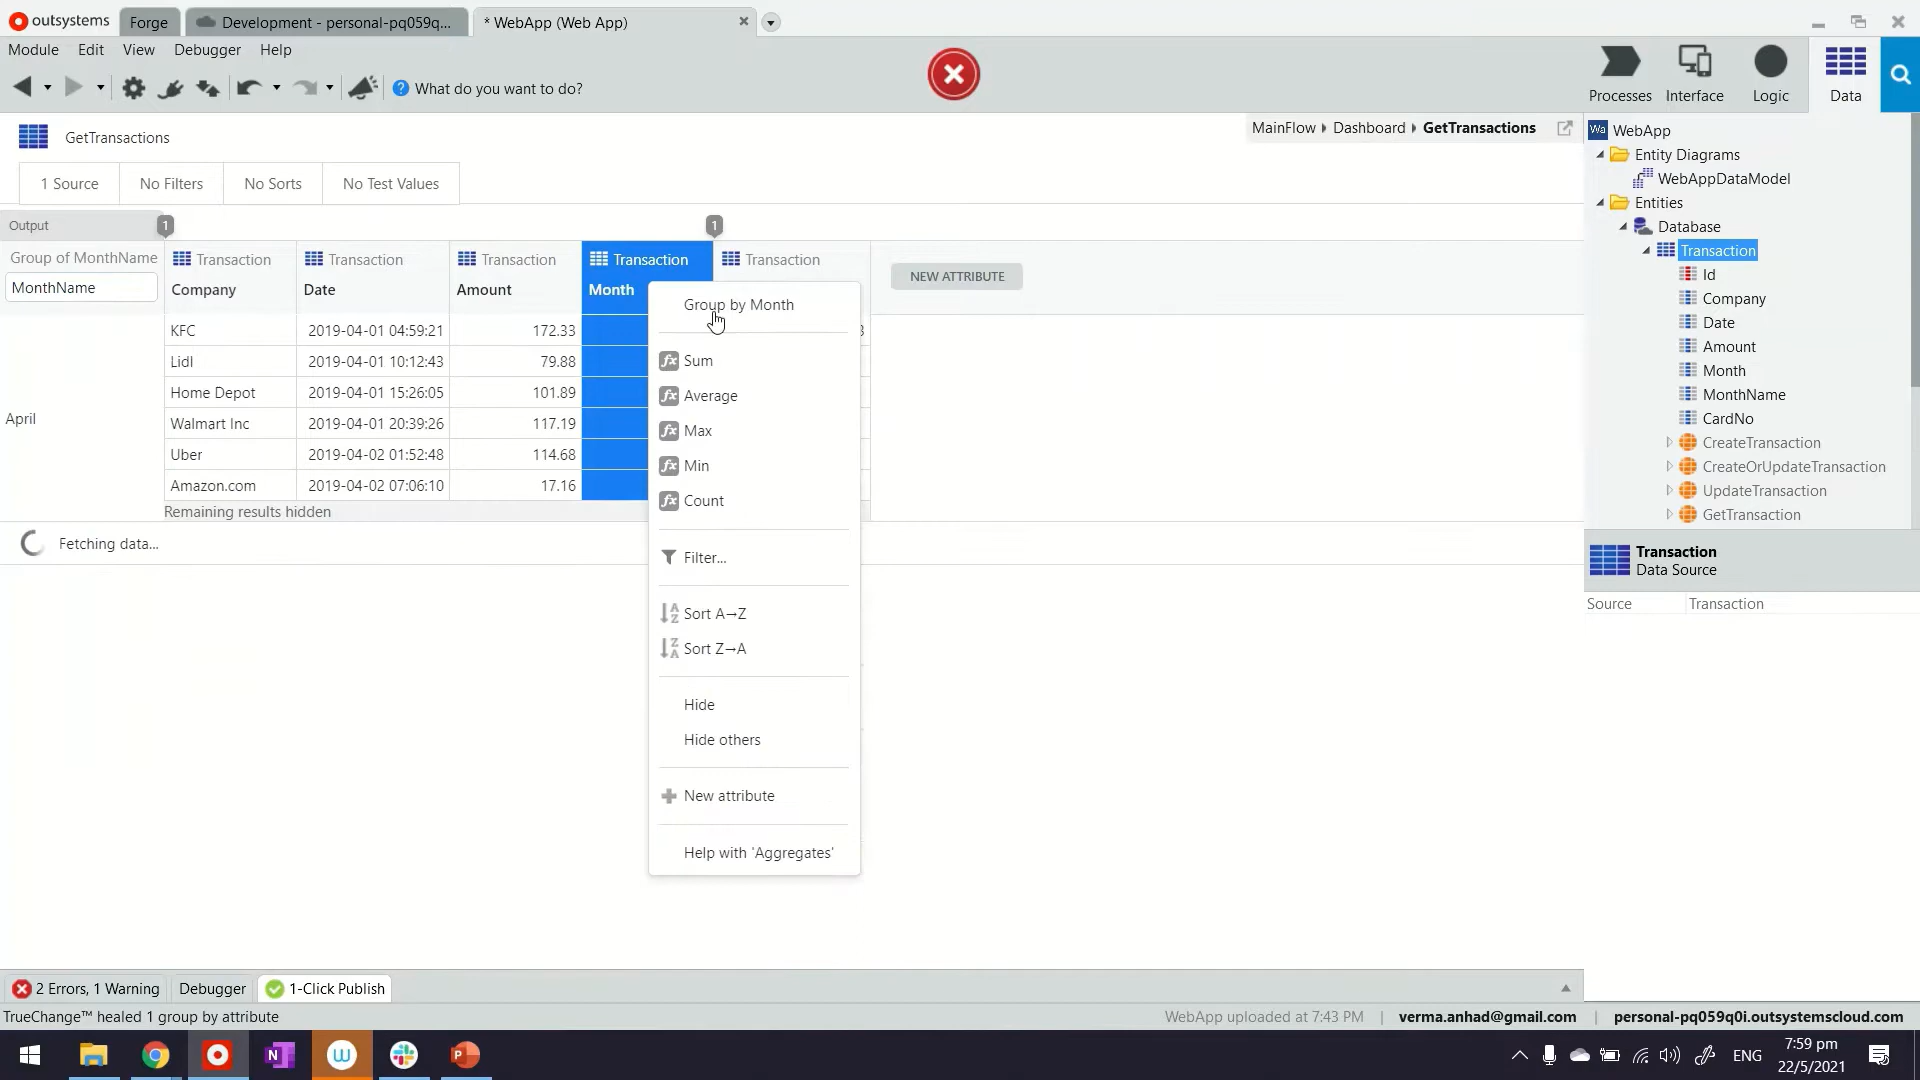 outsystems
Forge
Development - personal-pq059q...
* WebApp (Web App)
Module Edit View Debugger Help
What do you want to do?
Processes Interface Logic Data
GetTransactions
MainFlow Dashboard GetTransactions
1 Source No Filters No Sorts No Test Values
Output 1 1
Group of MonthName Transaction Transaction Transaction Transaction Transaction
MonthName Company Date Amount Month
NEW ATTRIBUTE
KFC 2019-04-01 04:59:21 172.33
Lidl 2019-04-01 10:12:43 79.88
Home Depot 2019-04-01 15:26:05 101.89
April
Walmart Inc 2019-04-01 20:39:26 117.19
Uber 2019-04-02 01:52:48 114.68
Amazon.com 2019-04-02 07:06:10 17.16
Remaining results hidden
Fetching data...
Group by Month
fx Sum
fx Average
fx Max
fx Min
fx Count
Filter...
Sort A→Z
Sort Z→A
Hide
Hide others
New attribute
Help with 'Aggregates'
Wa WebApp
Entity Diagrams
WebAppDataModel
Entities
Database
Transaction
Id
Company
Date
Amount
Month
MonthName
CardNo
CreateTransaction
CreateOrUpdateTransaction
UpdateTransaction
GetTransaction
Transaction
Data Source
Source Transaction
2 Errors, 1 Warning Debugger 1-Click Publish
TrueChange™ healed 1 group by attribute
WebApp uploaded at 7:43 PM | verma.anhad@gmail.com | personal-pq059q0i.outsystemscloud.com
ENG
7:59 pm
22/5/2021